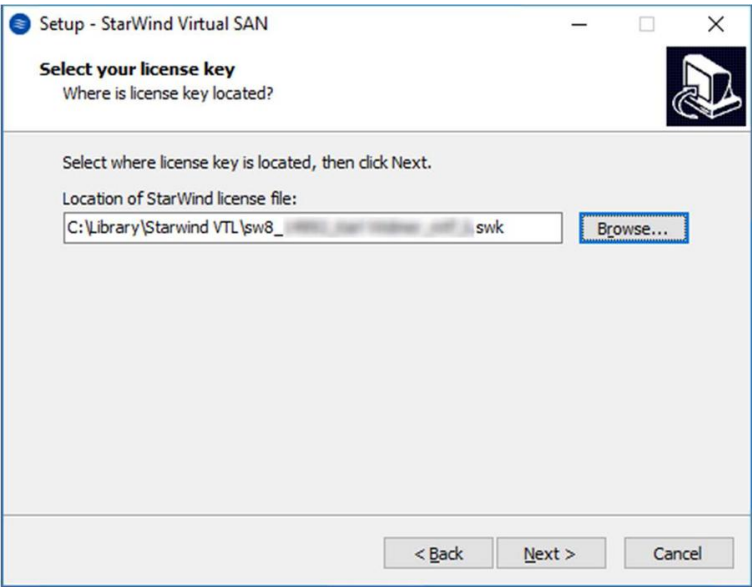 Setup - StarWind Virtual SAN
Select your license key
Where is license key located?
Select where license key is located, then click Next.
Location of StarWind license file:
C:\Library\Starwind VTL\sw8_ .swk
Browse...
< Back Next > Cancel